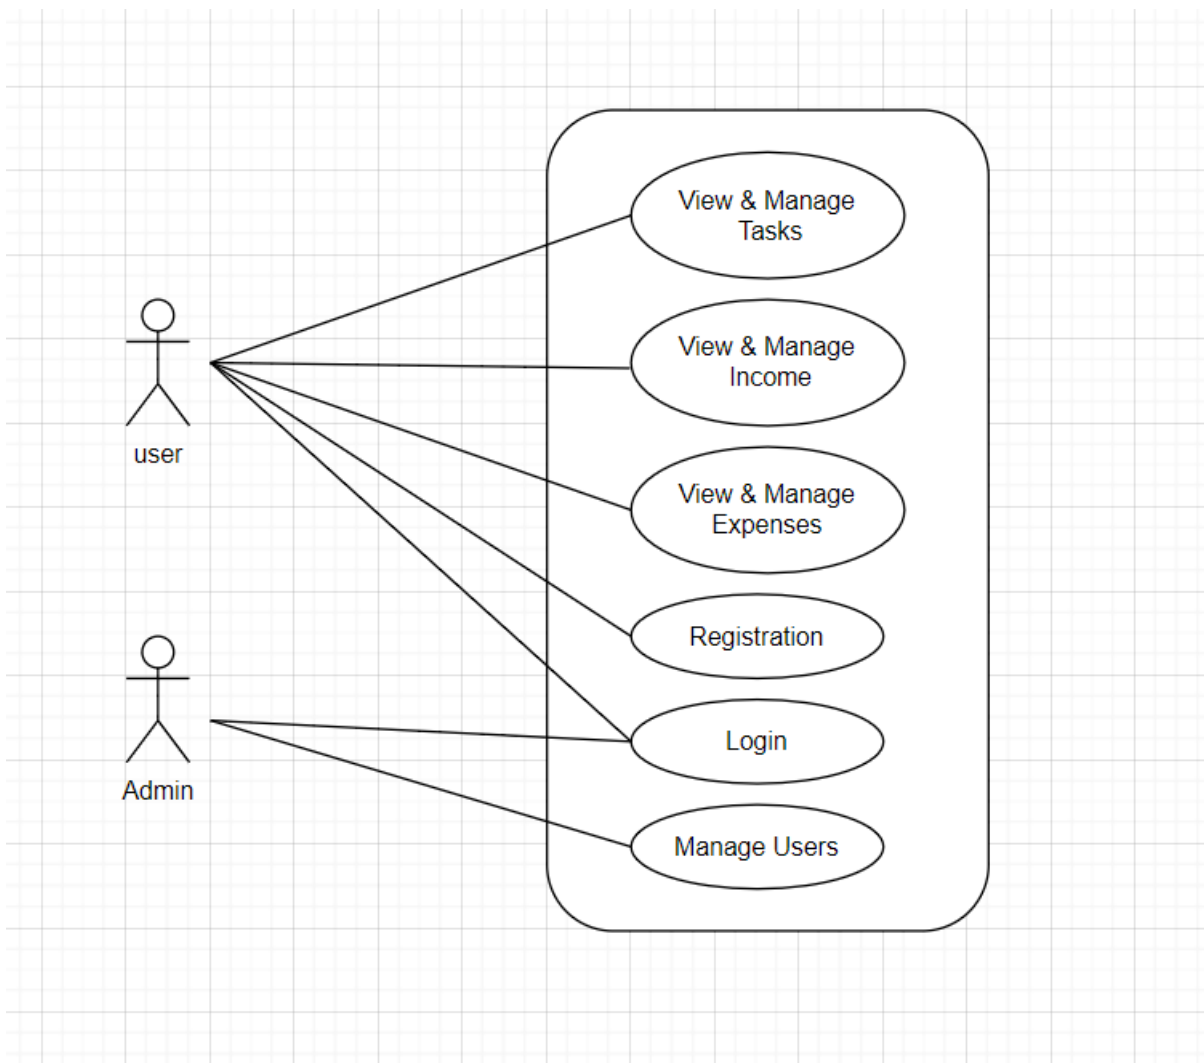 View & Manage
Tasks
View & Manage
Income
user
View & Manage
Expenses
Registration
Login
Admin
Manage Users